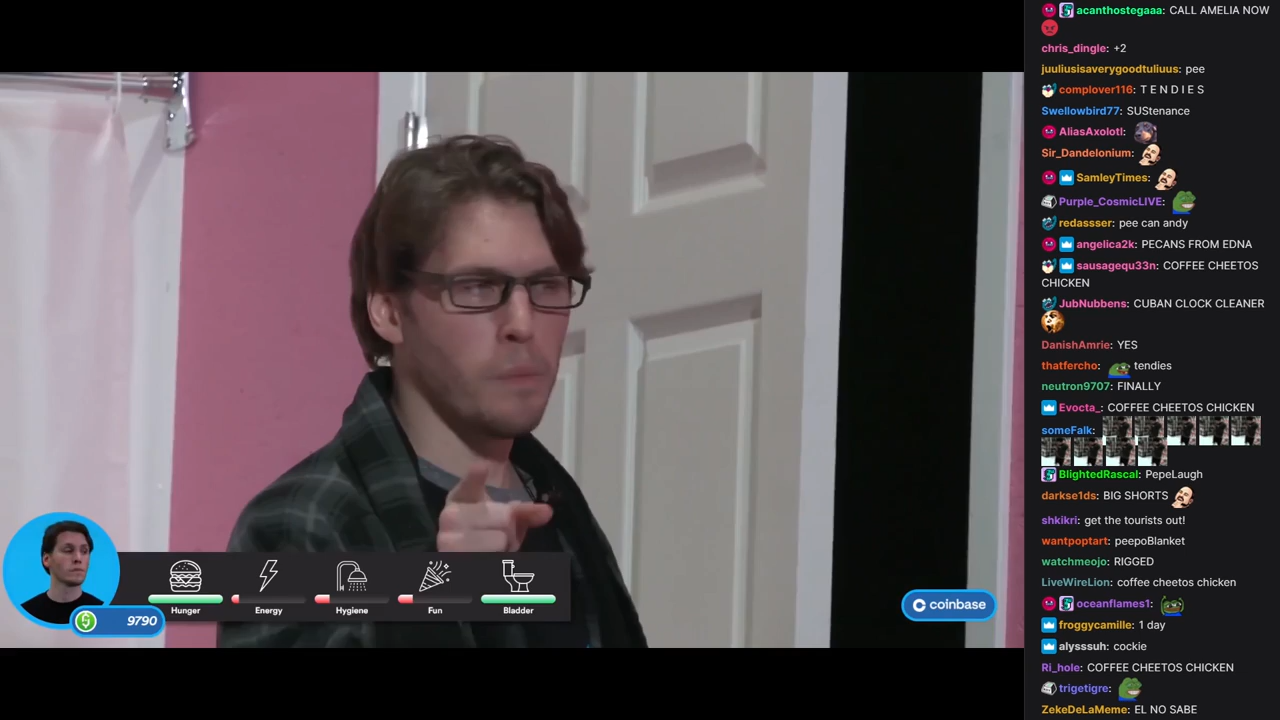 Hunger
Energy
Hygiene
Fun
Bladder
9790
coinbase
acanthostegaaa: CALL AMELIA NOW
chris_dingle: +2
juuliusisaverygoodtuliuus: pee
complover116: T E N D I E S
Swellowbird77: SUStenance
AliasAxolotl:
Sir_Dandelonium:
SamleyTimes:
Purple_CosmicLIVE:
redassser: pee can andy
angelica2k: PECANS FROM EDNA
sausagequ33n: COFFEE CHEETOS
CHICKEN
JubNubbens: CUBAN CLOCK CLEANER
DanishAmrie: YES
thatfercho: tendies
neutron9707: FINALLY
Evocta_: COFFEE CHEETOS CHICKEN
someFalk:
BlightedRascal: PepeLaugh
darkse1ds: BIG SHORTS
shkikri: get the tourists out!
wantpoptart: peepoBlanket
watchmeojo: RIGGED
LiveWireLion: coffee cheetos chicken
oceanflames1:
froggycamille: 1 day
alysssuh: cockie
Ri_hole: COFFEE CHEETOS CHICKEN
trigetigre:
ZekeDeLaMeme: EL NO SABE